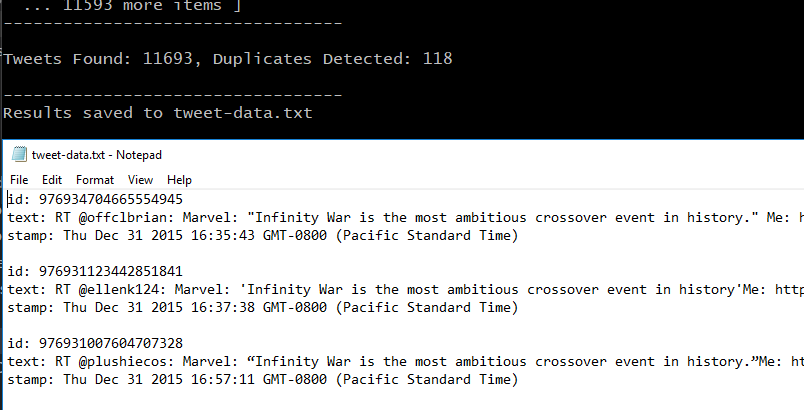 ... 11593 more items ]
----------------------------------
Tweets Found: 11693, Duplicates Detected: 118
----------------------------------
Results saved to tweet-data.txt
tweet-data.txt - Notepad
File Edit Format View Help
id: 976934704665554945
text: RT @offclbrian: Marvel: "Infinity War is the most ambitious crossover event in history." Me: h
stamp: Thu Dec 31 2015 16:35:43 GMT-0800 (Pacific Standard Time)
id: 976931123442851841
text: RT @ellenk124: Marvel: 'Infinity War is the most ambitious crossover event in history'Me: http
stamp: Thu Dec 31 2015 16:37:38 GMT-0800 (Pacific Standard Time)
id: 976931007604707328
text: RT @plushiecos: Marvel: “Infinity War is the most ambitious crossover event in history.”Me: ht
stamp: Thu Dec 31 2015 16:57:11 GMT-0800 (Pacific Standard Time)